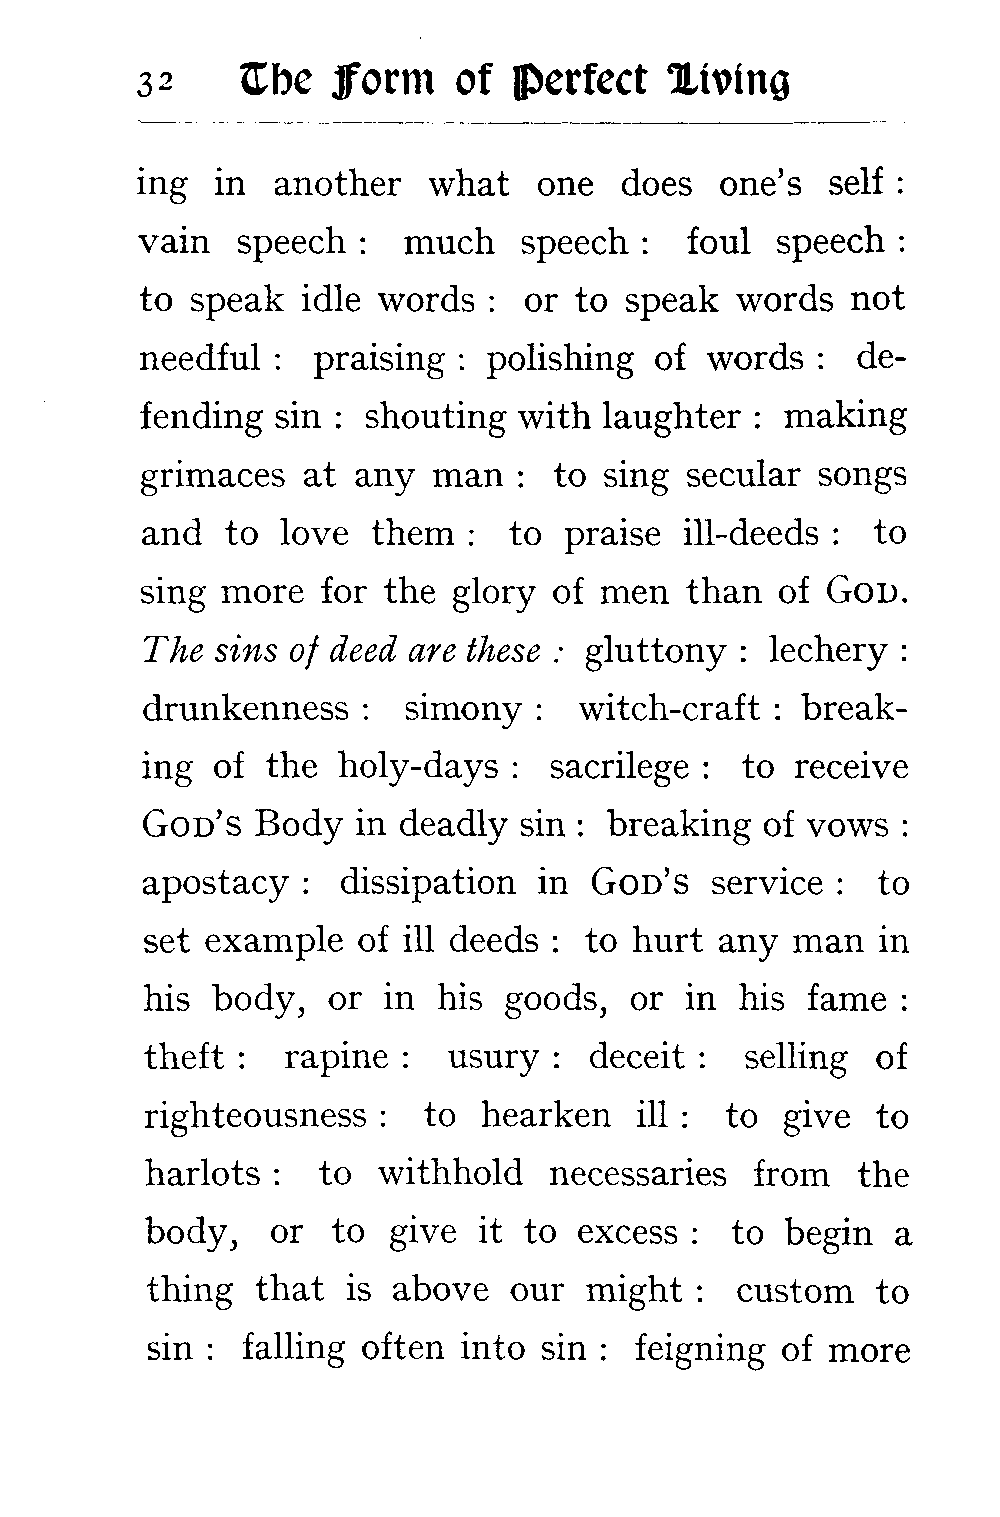 32 The Form of Perfect Living
ing in another what one does one's self :
vain speech : much speech : foul speech :
to speak idle words : or to speak words not
needful : praising : polishing of words : de-
fending sin : shouting with laughter : making
grimaces at any man : to sing secular songs
and to love them : to praise ill-deeds : to
sing more for the glory of men than of GOD.
The sins of deed are these : gluttony : lechery :
drunkenness : simony : witch-craft : break-
ing of the holy-days : sacrilege : to receive
GOD'S Body in deadly sin : breaking of vows :
apostacy : dissipation in GOD'S service : to
set example of ill deeds : to hurt any man in
his body, or in his goods, or in his fame :
theft : rapine : usury : deceit : selling of
righteousness : to hearken ill : to give to
harlots : to withhold necessaries from the
body, or to give it to excess : to begin a
thing that is above our might : custom to
sin : falling often into sin : feigning of more